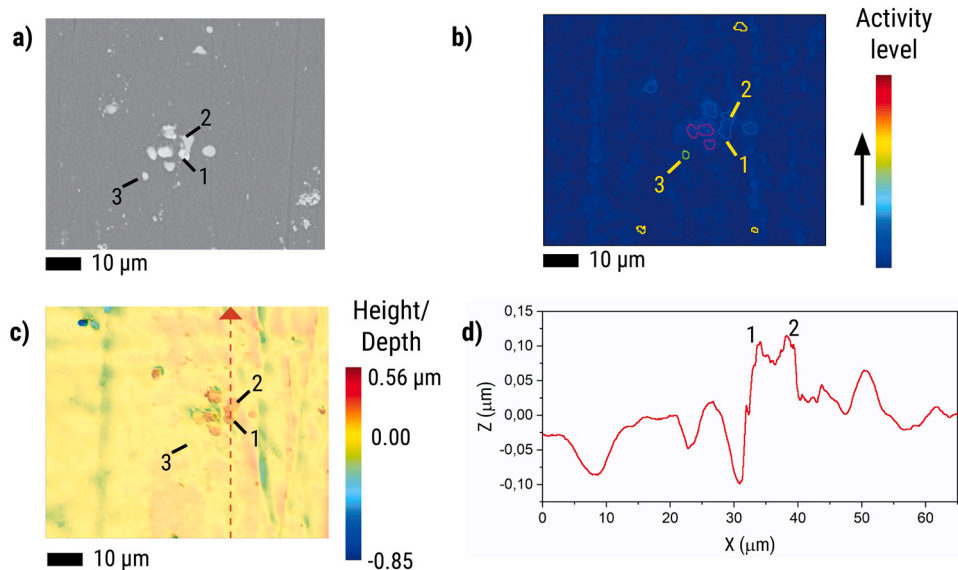 a)
2
1
3
10 µm
b)
2
1
3
10 µm
Activity
level
c)
2
1
3
10 µm
Height/
Depth
0.56 µm
0.00
-0.85
d)
0,15
0,10
0,05
0,00
-0,05
-0,10
Z (µm)
1
2
0
10
20
30
40
50
60
X (µm)